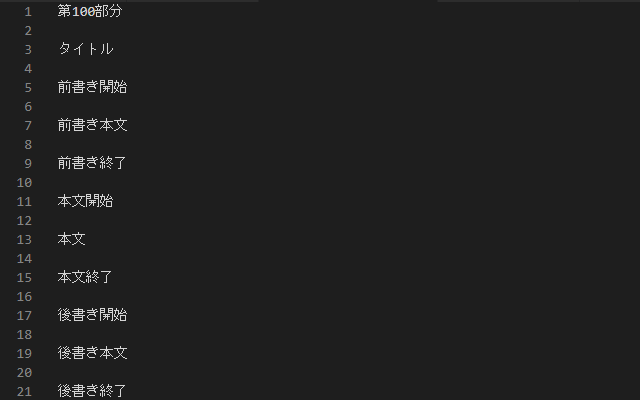 1 第100部分
2
3 タイトル
4
5 前書き開始
6
7 前書き本文
8
9 前書き終了
10
11 本文開始
12
13 本文
14
15 本文終了
16
17 後書き開始
18
19 後書き本文
20
21 後書き終了